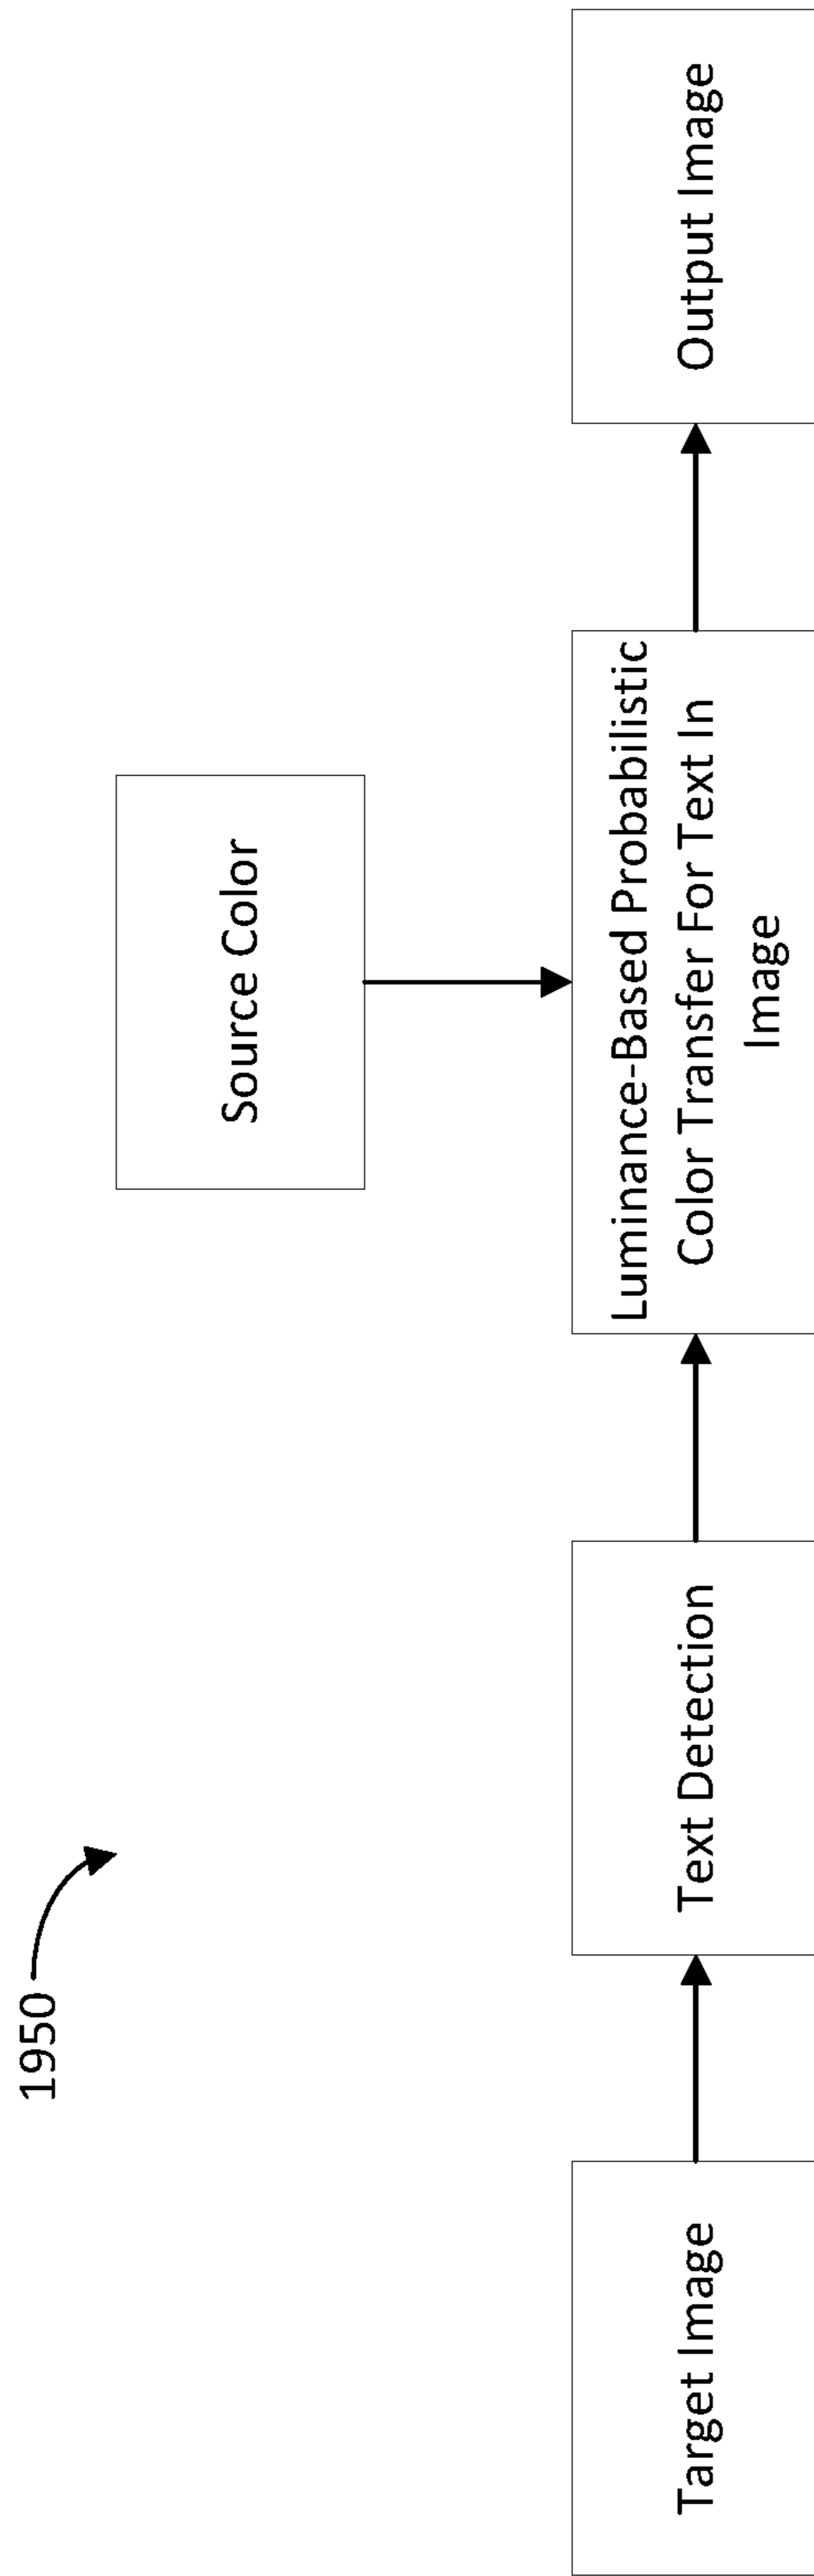 1950
Source Color
Target Image
Text Detection
Luminance-Based Probabilistic
Color Transfer For Text In
Image
Output Image